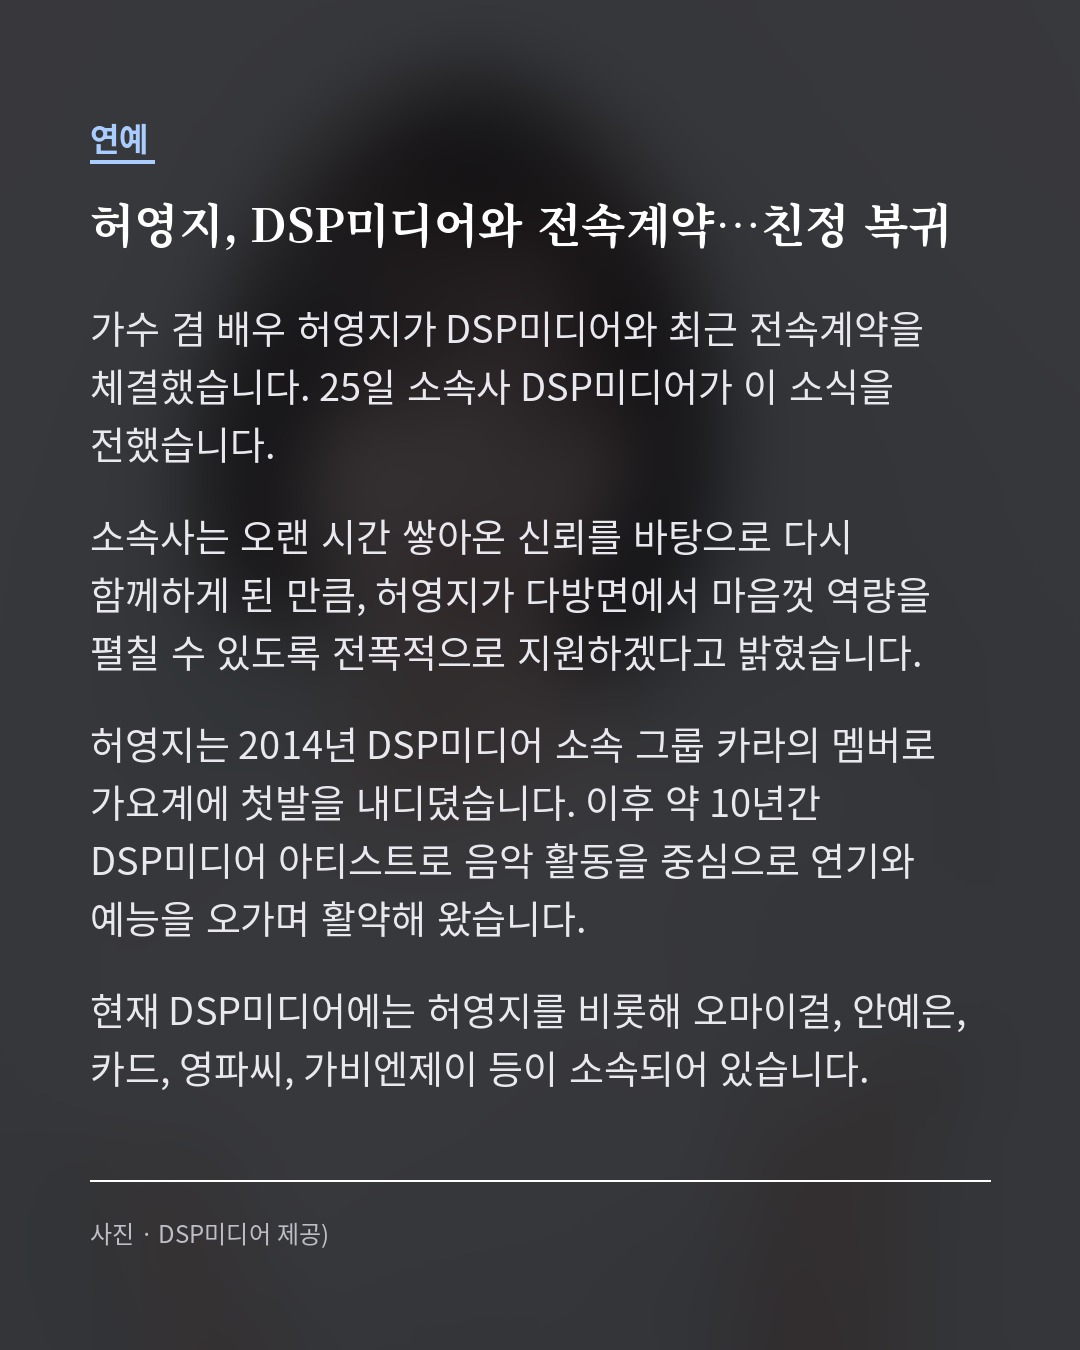 연예
허영지, DSP미디어와 전속계약…친정 복귀
가수 겸 배우 허영지가 DSP미디어와 최근 전속계약을
체결했습니다. 25일 소속사 DSP미디어가 이 소식을
전했습니다.
소속사는 오랜 시간 쌓아온 신뢰를 바탕으로 다시
함께하게 된 만큼, 허영지가 다방면에서 마음껏 역량을
펼칠 수 있도록 전폭적으로 지원하겠다고 밝혔습니다.
허영지는 2014년 DSP미디어 소속 그룹 카라의 멤버로
가요계에 첫발을 내디뎠습니다. 이후 약 10년간
DSP미디어 아티스트로 음악 활동을 중심으로 연기와
예능을 오가며 활약해 왔습니다.
현재 DSP미디어에는 허영지를 비롯해 오마이걸, 안예은,
카드, 영파씨, 가비엔제이 등이 소속되어 있습니다.
사진 · DSP미디어 제공)